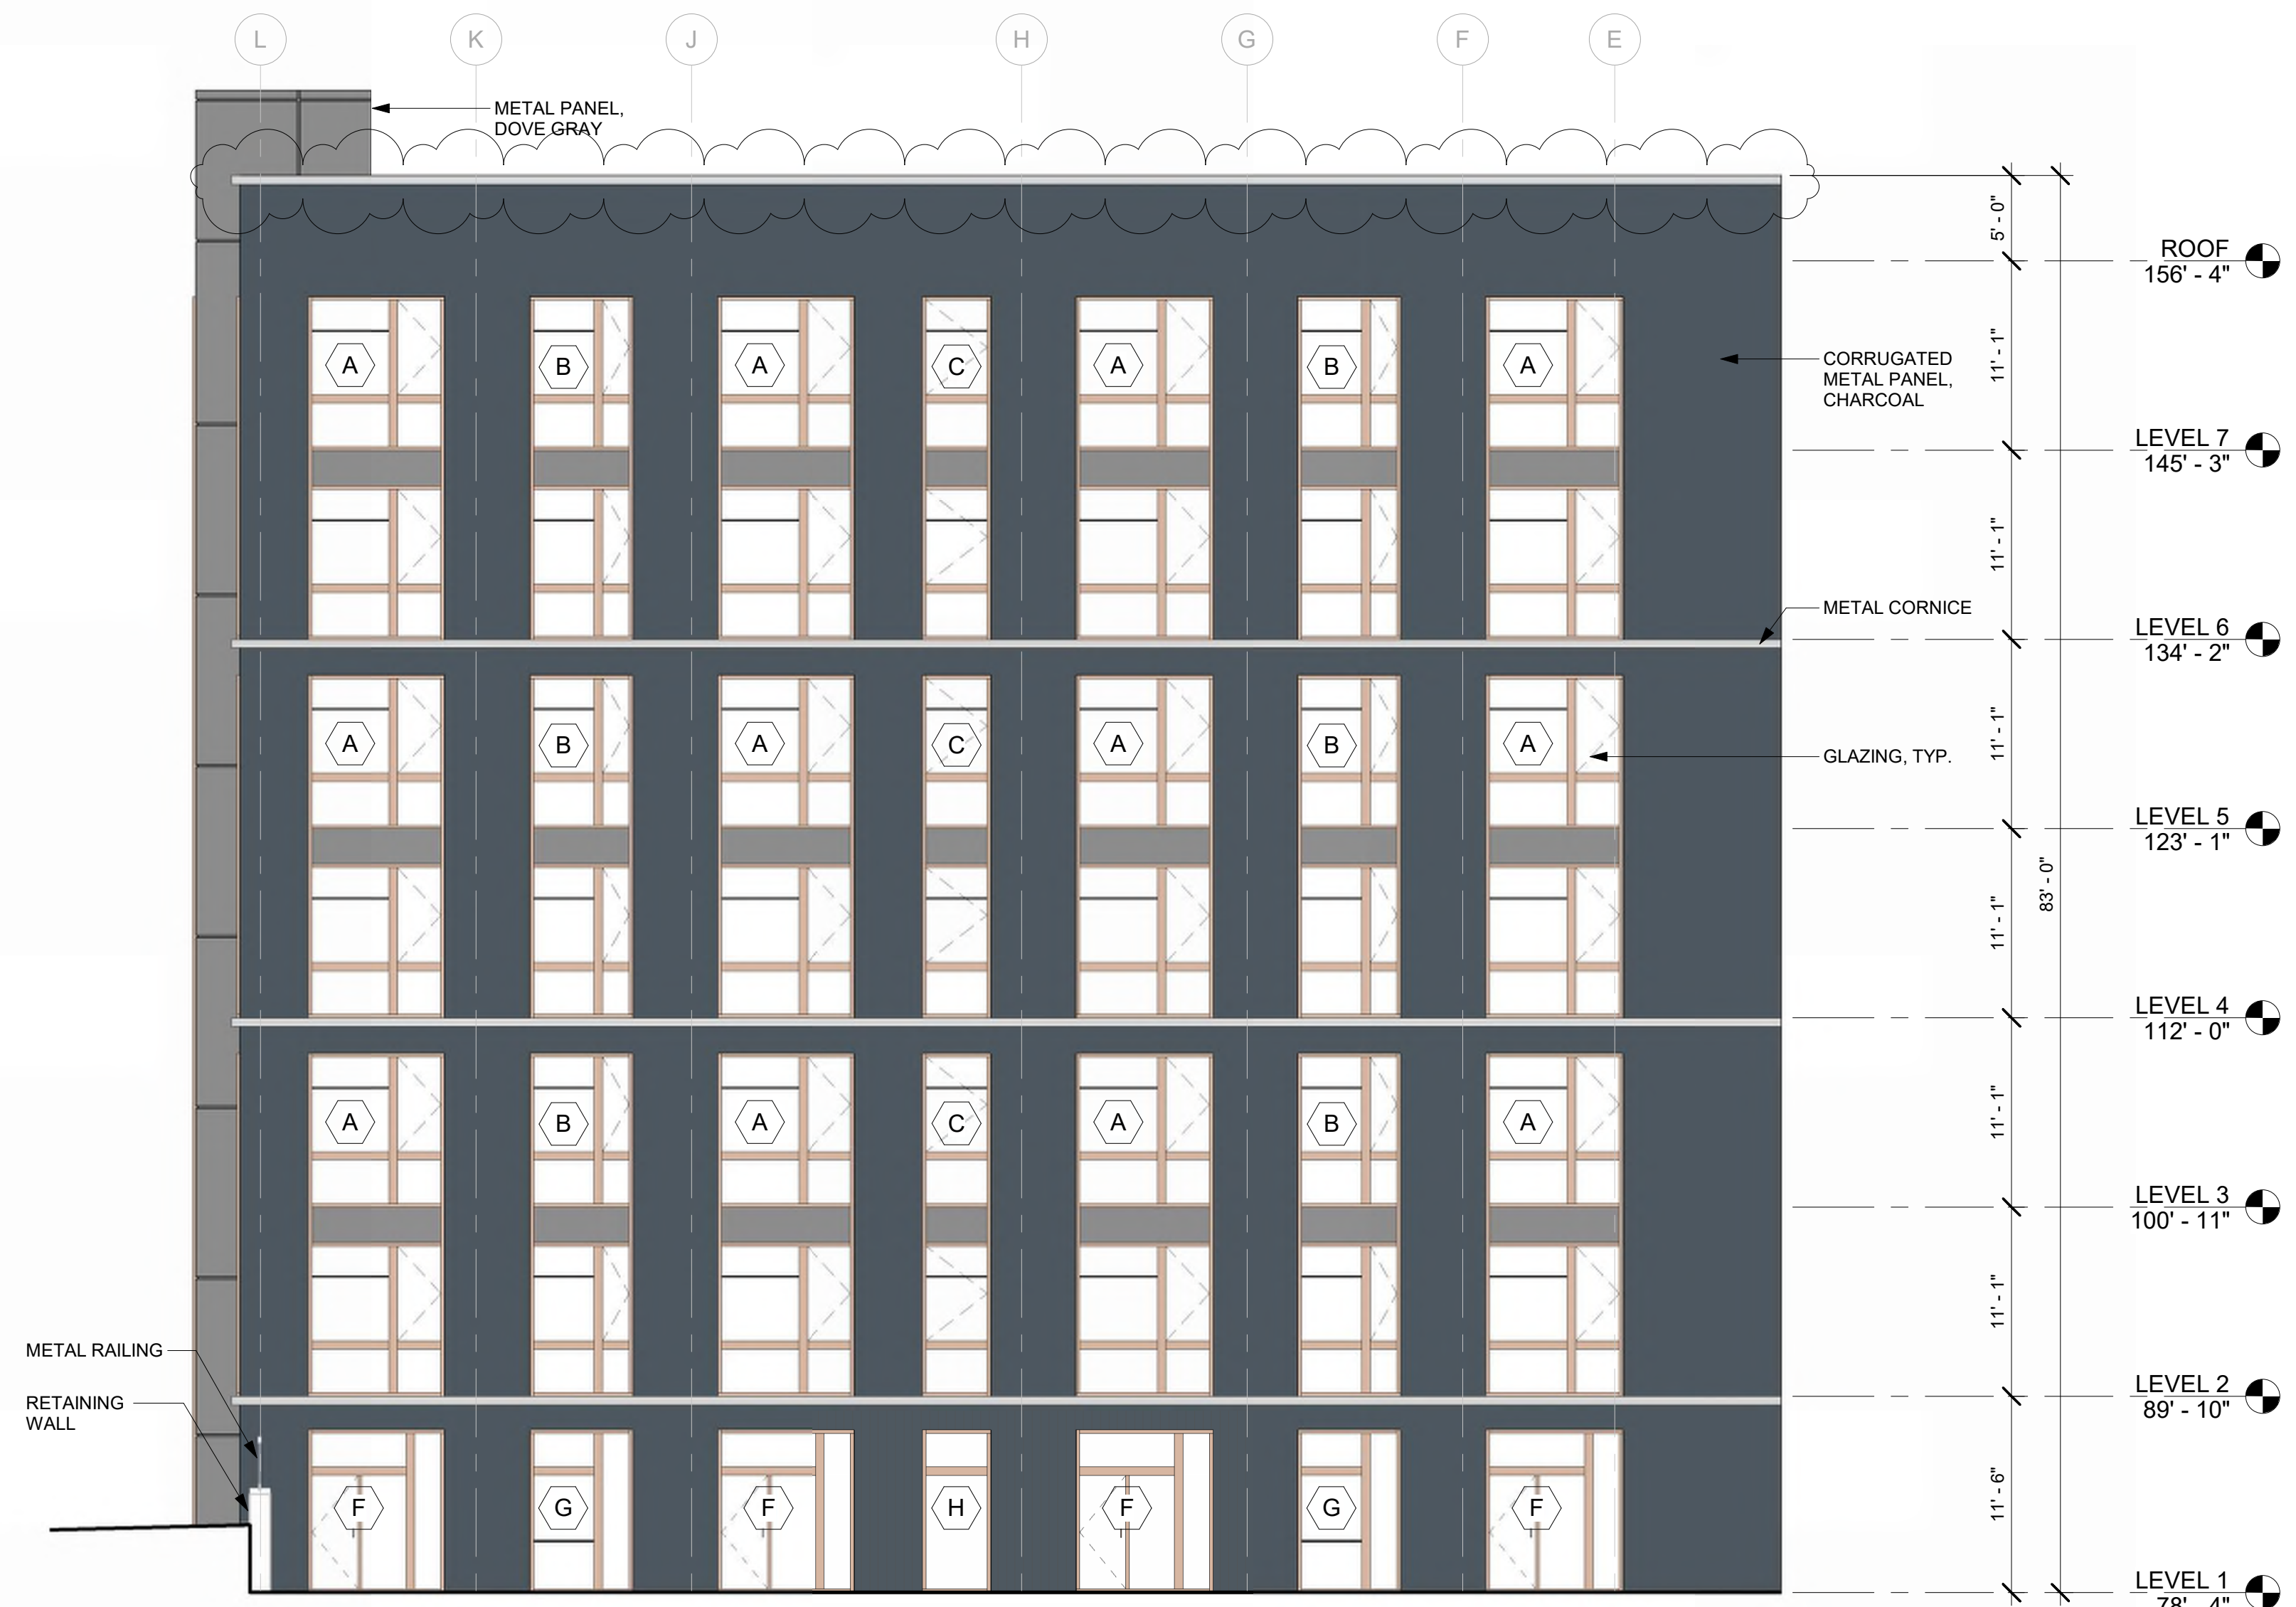 L K J H G F E
METAL PANEL,
DOVE GRAY
5' - 0"
ROOF
156' - 4"
11' - 1"
A B A C A B A
CORRUGATED
METAL PANEL,
CHARCOAL
LEVEL 7
145' - 3"
11' - 1"
METAL CORNICE
LEVEL 6
134' - 2"
11' - 1"
A B A C A B A
GLAZING, TYP.
LEVEL 5
123' - 1"
83' - 0"
11' - 1"
LEVEL 4
112' - 0"
11' - 1"
A B A C A B A
LEVEL 3
100' - 11"
11' - 1"
METAL RAILING
LEVEL 2
89' - 10"
RETAINING
WALL
11' - 6"
F G F H F G F
LEVEL 1
78' - 4"